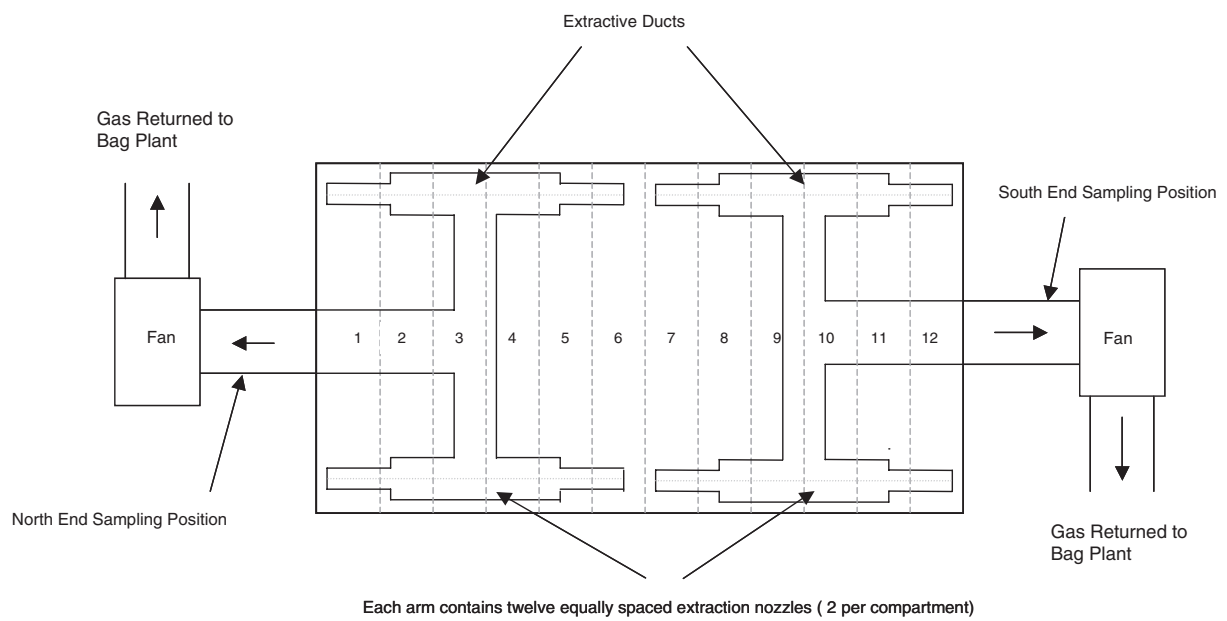 Extractive Ducts
Gas Returned to
Bag Plant
South End Sampling Position
Fan
1 2 3 4 5 6 7 8 9 10 11 12
Fan
North End Sampling Position
Gas Returned to
Bag Plant
Each arm contains twelve equally spaced extraction nozzles ( 2 per compartment)